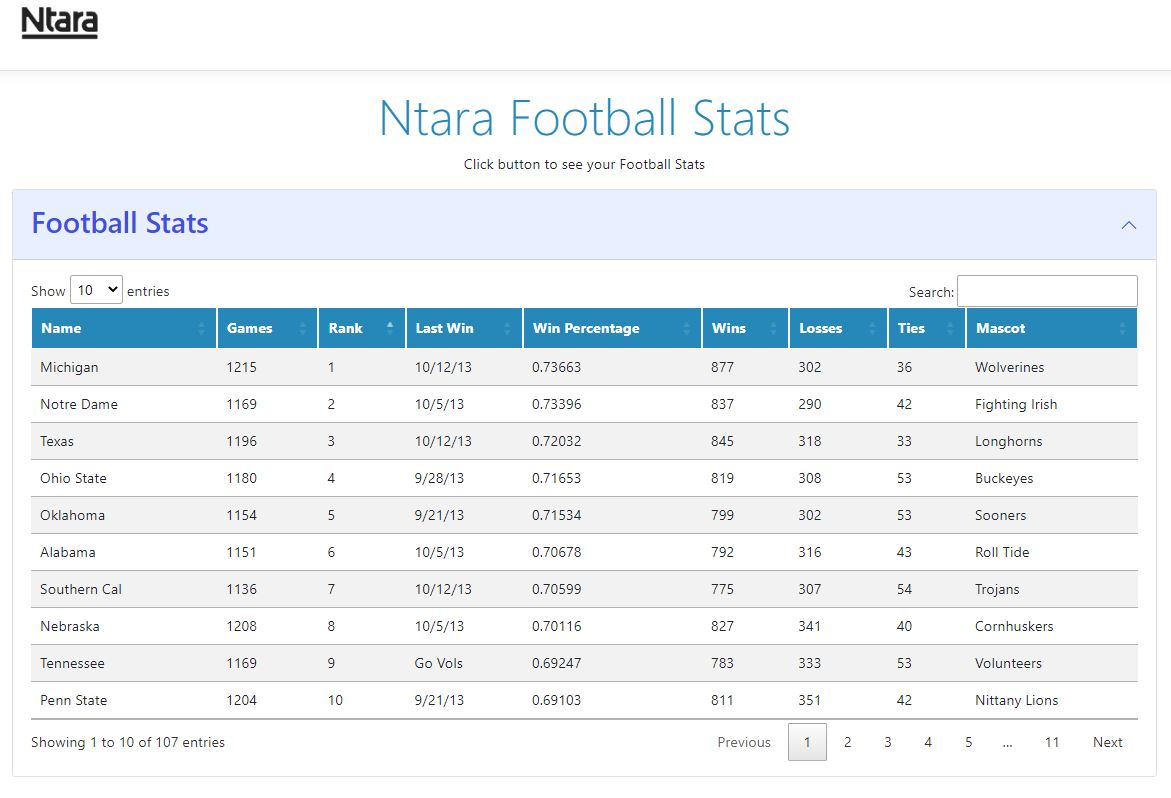 Ntara
Ntara Football Stats
Click button to see your Football Stats
Football Stats
Show 10 entries Search:
Name Games Rank Last Win Win Percentage Wins Losses Ties Mascot
Michigan 1215 1 10/12/13 0.73663 877 302 36 Wolverines
Notre Dame 1169 2 10/5/13 0.73396 837 290 42 Fighting Irish
Texas 1196 3 10/12/13 0.72032 845 318 33 Longhorns
Ohio State 1180 4 9/28/13 0.71653 819 308 53 Buckeyes
Oklahoma 1154 5 9/21/13 0.71534 799 302 53 Sooners
Alabama 1151 6 10/5/13 0.70678 792 316 43 Roll Tide
Southern Cal 1136 7 10/12/13 0.70599 775 307 54 Trojans
Nebraska 1208 8 10/5/13 0.70116 827 341 40 Cornhuskers
Tennessee 1169 9 Go Vols 0.69247 783 333 53 Volunteers
Penn State 1204 10 9/21/13 0.69103 811 351 42 Nittany Lions
Showing 1 to 10 of 107 entries Previous 1 2 3 4 5 ... 11 Next